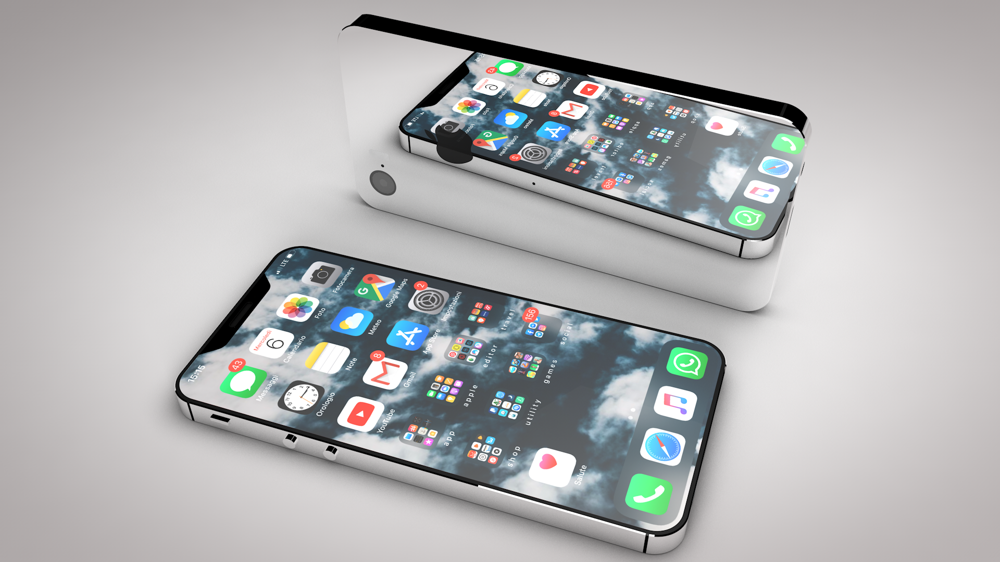 15:15
LTE
43
Messaggi
Mercoledì
6
Calendario
Foto
Fotocamera
Orologio
Note
Meteo
G
Google Maps
YouTube
8
Gmail
App Store
2
Impostazioni
app
apple
editor
travel
shop
utility
games
156
social
Salute